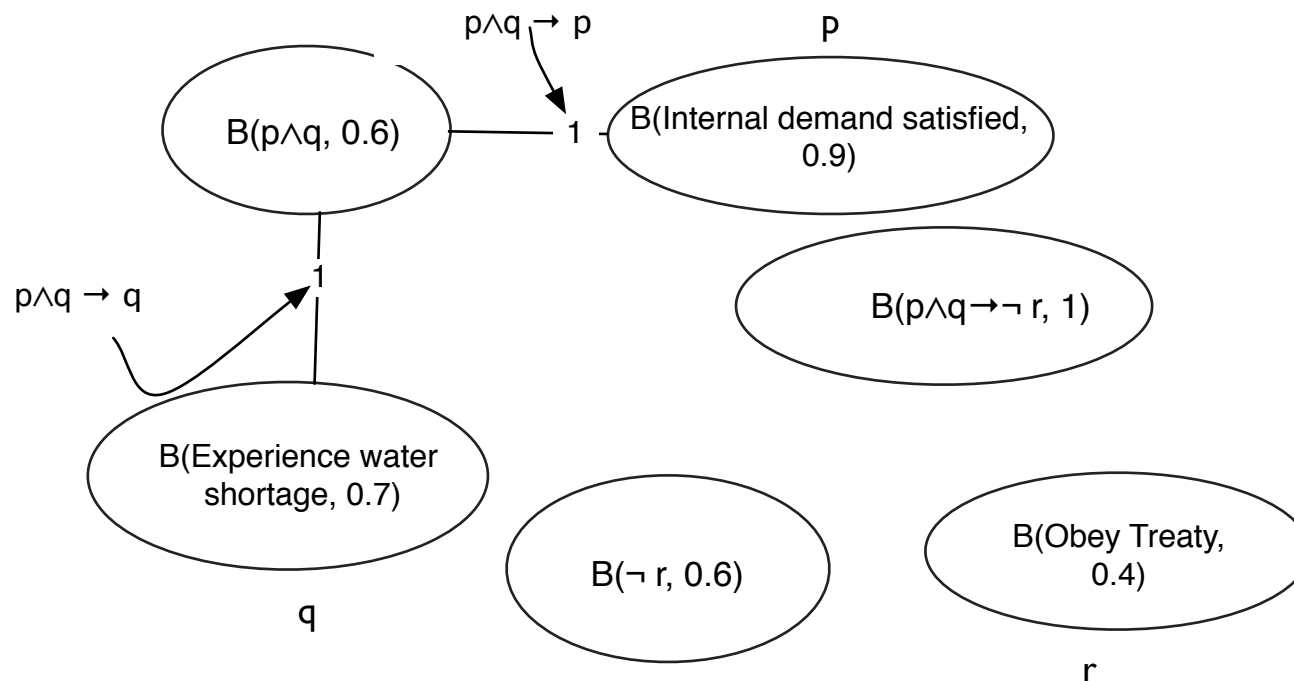 p∧q → p
p
B(p∧q, 0.6)
1
B(Internal demand satisfied,
0.9)
p∧q → q
1
B(p∧q→¬ r, 1)
B(Experience water
shortage, 0.7)
B(¬ r, 0.6)
B(Obey Treaty,
0.4)
q
r